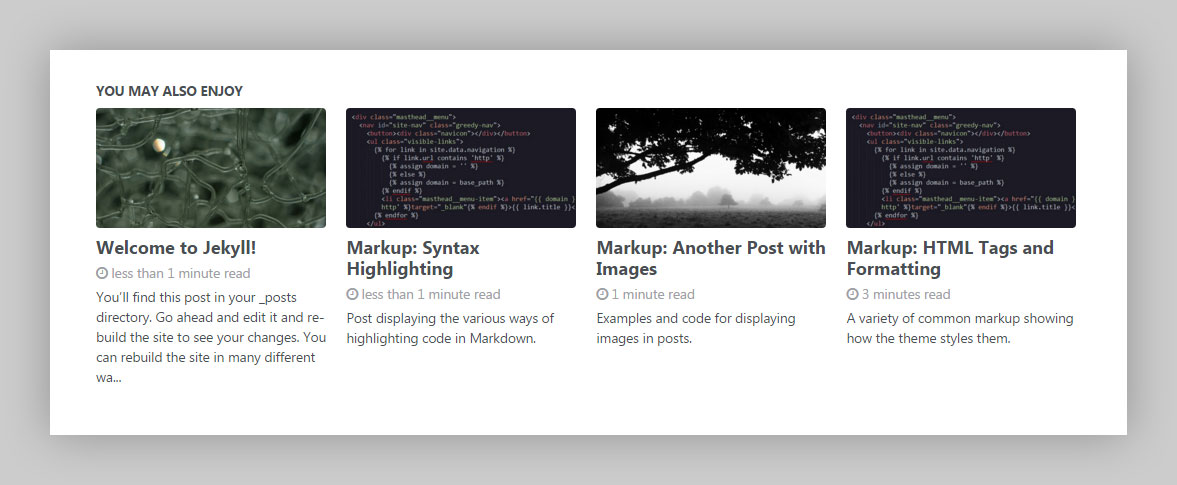 YOU MAY ALSO ENJOY
<div class="masthead__menu">
<nav id="site-nav" class="greedy-nav">
<button><div class="navicon"></div></button>
<ul class="visible-links">
{% for link in site.data.navigation %}
{% if link.url contains 'http' %}
{% assign domain = '' %}
{% else %}
{% assign domain = base_path %}
{% endif %}
<li class="masthead__menu-item"><a href="{{ domain }
http' %}target="_blank"{% endif %}>{{ link.title }}<
{% endfor %}
</ul>
<div class="masthead__menu">
<nav id="site-nav" class="greedy-nav">
<button><div class="navicon"></div></button>
<ul class="visible-links">
{% for link in site.data.navigation %}
{% if link.url contains 'http' %}
{% assign domain = '' %}
{% else %}
{% assign domain = base_path %}
{% endif %}
<li class="masthead__menu-item"><a href="{{ domain }
http' %}target="_blank"{% endif %}>{{ link.title }}<
{% endfor %}
</ul>
Welcome to Jekyll!
less than 1 minute read
You'll find this post in your _posts
directory. Go ahead and edit it and re-
build the site to see your changes. You
can rebuild the site in many different
wa...
Markup: Syntax
Highlighting
less than 1 minute read
Post displaying the various ways of
highlighting code in Markdown.
Markup: Another Post with
Images
1 minute read
Examples and code for displaying
images in posts.
Markup: HTML Tags and
Formatting
3 minutes read
A variety of common markup showing
how the theme styles them.